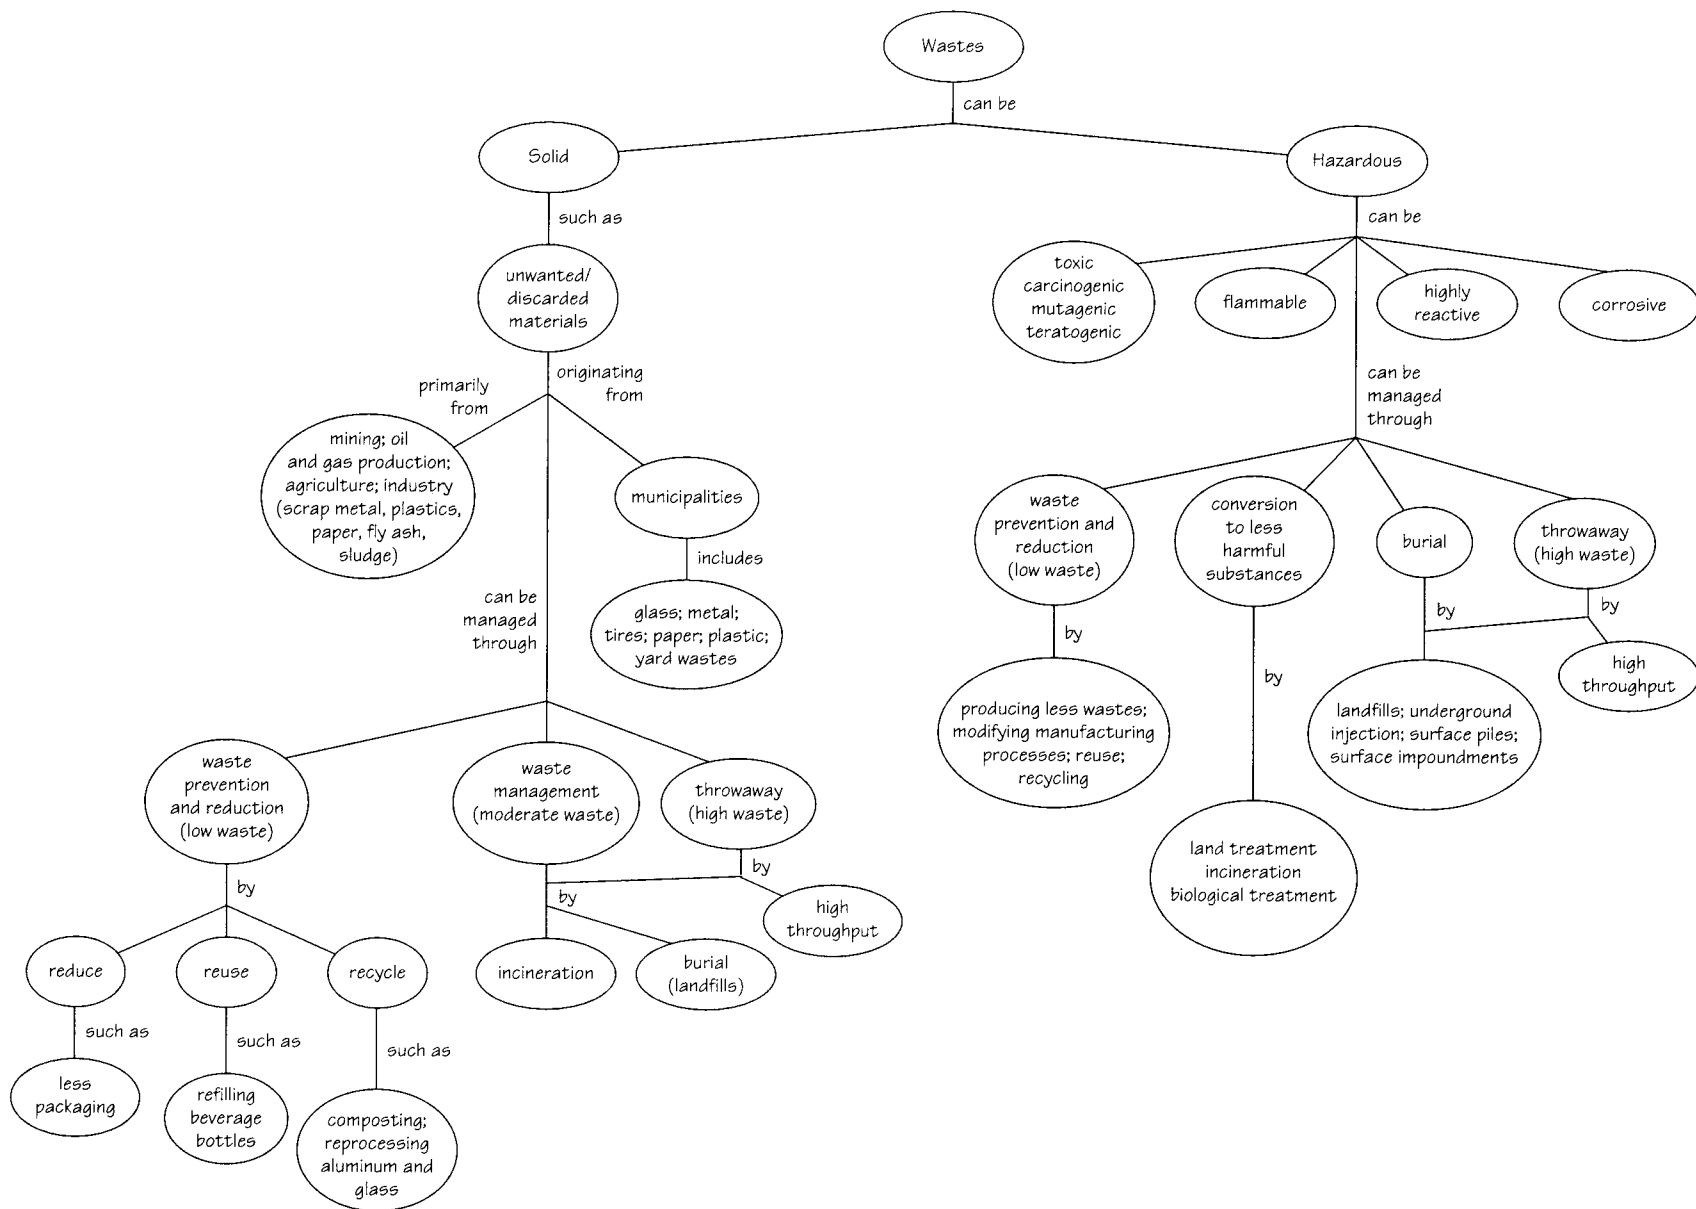 Wastes
can be
Solid
Hazardous
such as
can be
unwanted/
discarded
materials
toxic
carcinogenic
mutagenic
teratogenic
flammable
highly
reactive
corrosive
primarily
from
originating
from
can be
managed
through
mining; oil
and gas production;
agriculture; industry
(scrap metal, plastics,
paper, fly ash,
sludge)
municipalities
includes
glass; metal;
tires; paper; plastic;
yard wastes
can be
managed
through
waste
prevention and
reduction
(low waste)
conversion
to less
harmful
substances
burial
throwaway
(high waste)
by
by
by
by
high
throughput
producing less wastes;
modifying manufacturing
processes; reuse;
recycling
landfills; underground
injection; surface piles;
surface impoundments
land treatment
incineration
biological treatment
waste
prevention
and reduction
(low waste)
waste
management
(moderate waste)
throwaway
(high waste)
by
by
by
high
throughput
reduce
reuse
recycle
incineration
burial
(landfills)
such as
such as
such as
less
packaging
refilling
beverage
bottles
composting;
reprocessing
aluminum and
glass